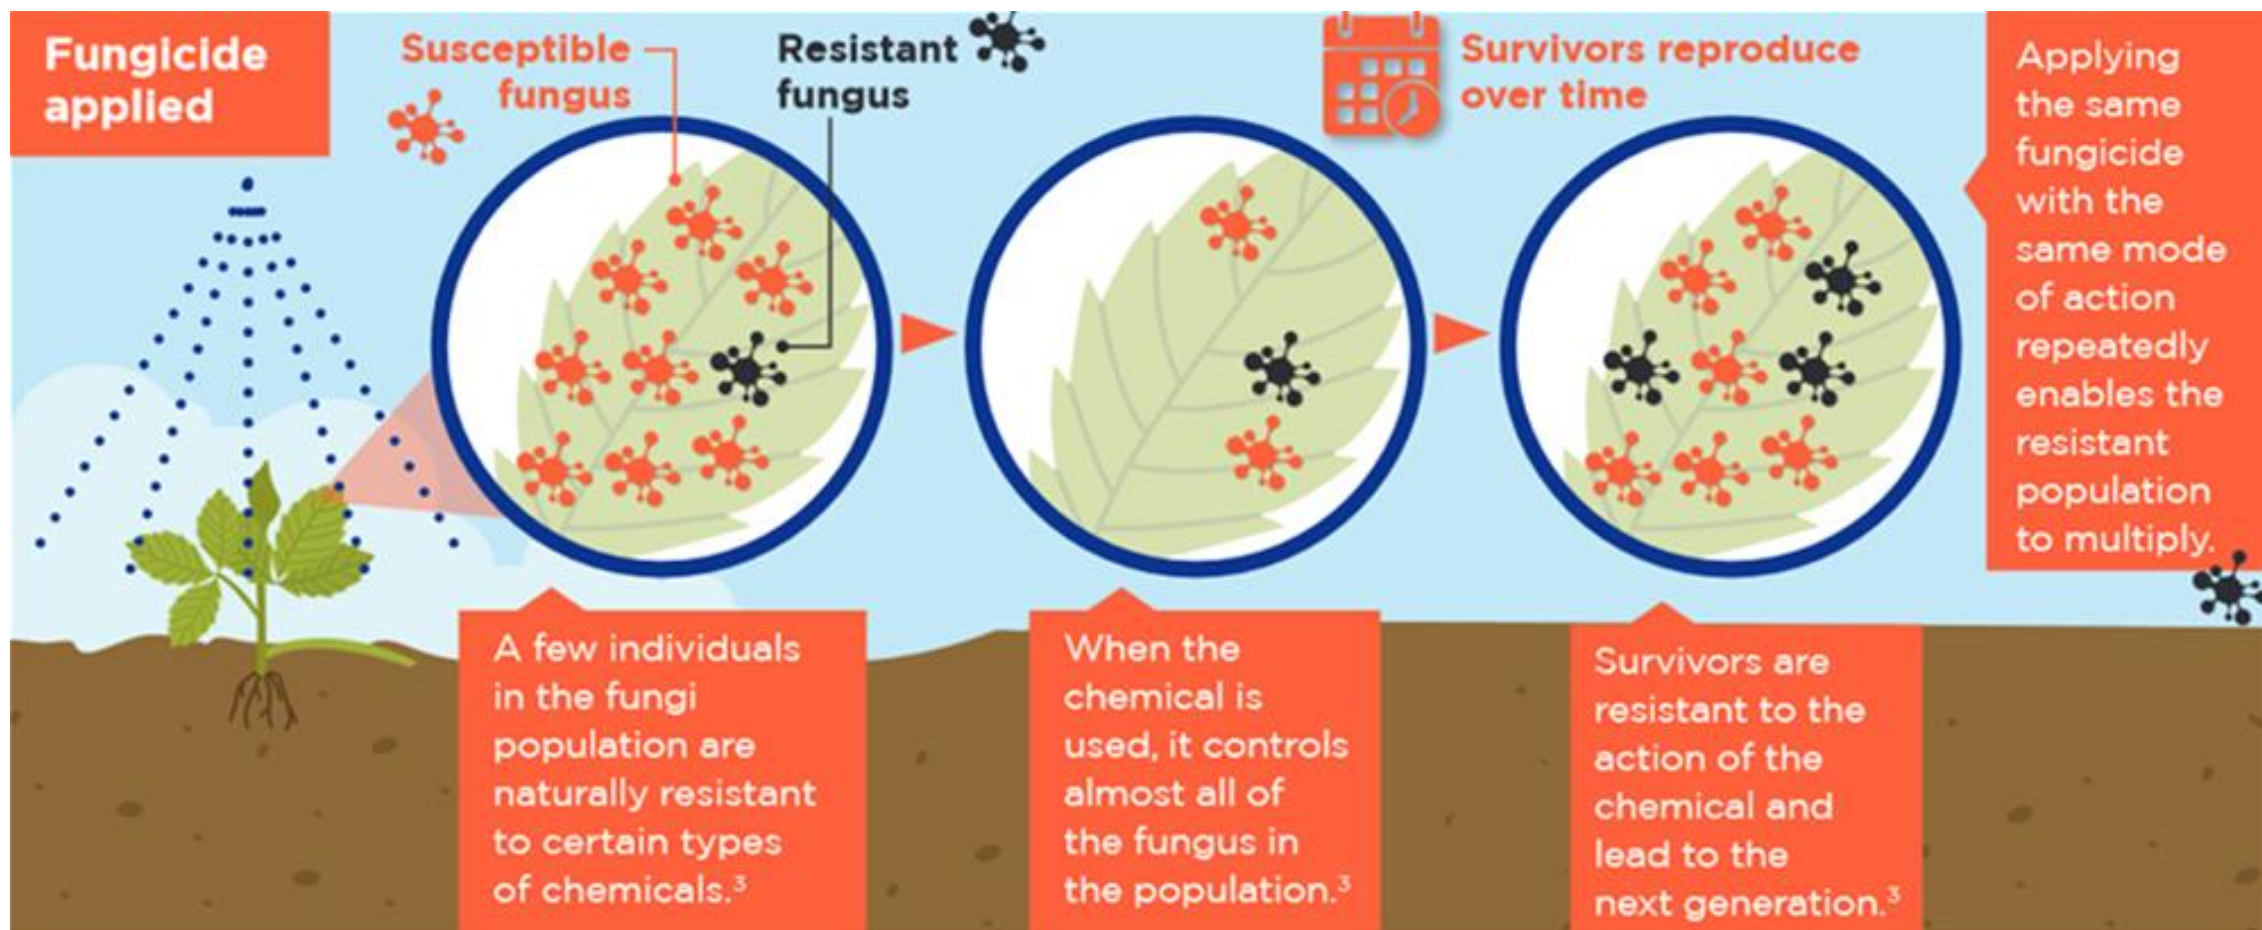 Fungicide
applied
Susceptible
fungus
Resistant
fungus
Survivors reproduce
over time
Applying
the same
fungicide
with the
same mode
of action
repeatedly
enables the
resistant
population
to multiply.
A few individuals
in the fungi
population are
naturally resistant
to certain types
of chemicals.³
When the
chemical is
used, it controls
almost all of
the fungus in
the population.³
Survivors are
resistant to the
action of the
chemical and
lead to the
next generation.³